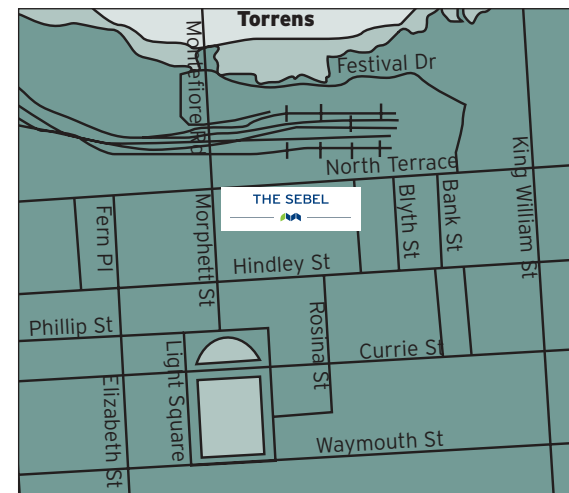 Torrens
Montefiore Rd
Festival Dr
North Terrace
King William St
THE SEBEL
Fern Pl
Morphett St
Blyth St
Bank St
Hindley St
Phillip St
Rosina St
Currie St
Light Square
Elizabeth St
Waymouth St